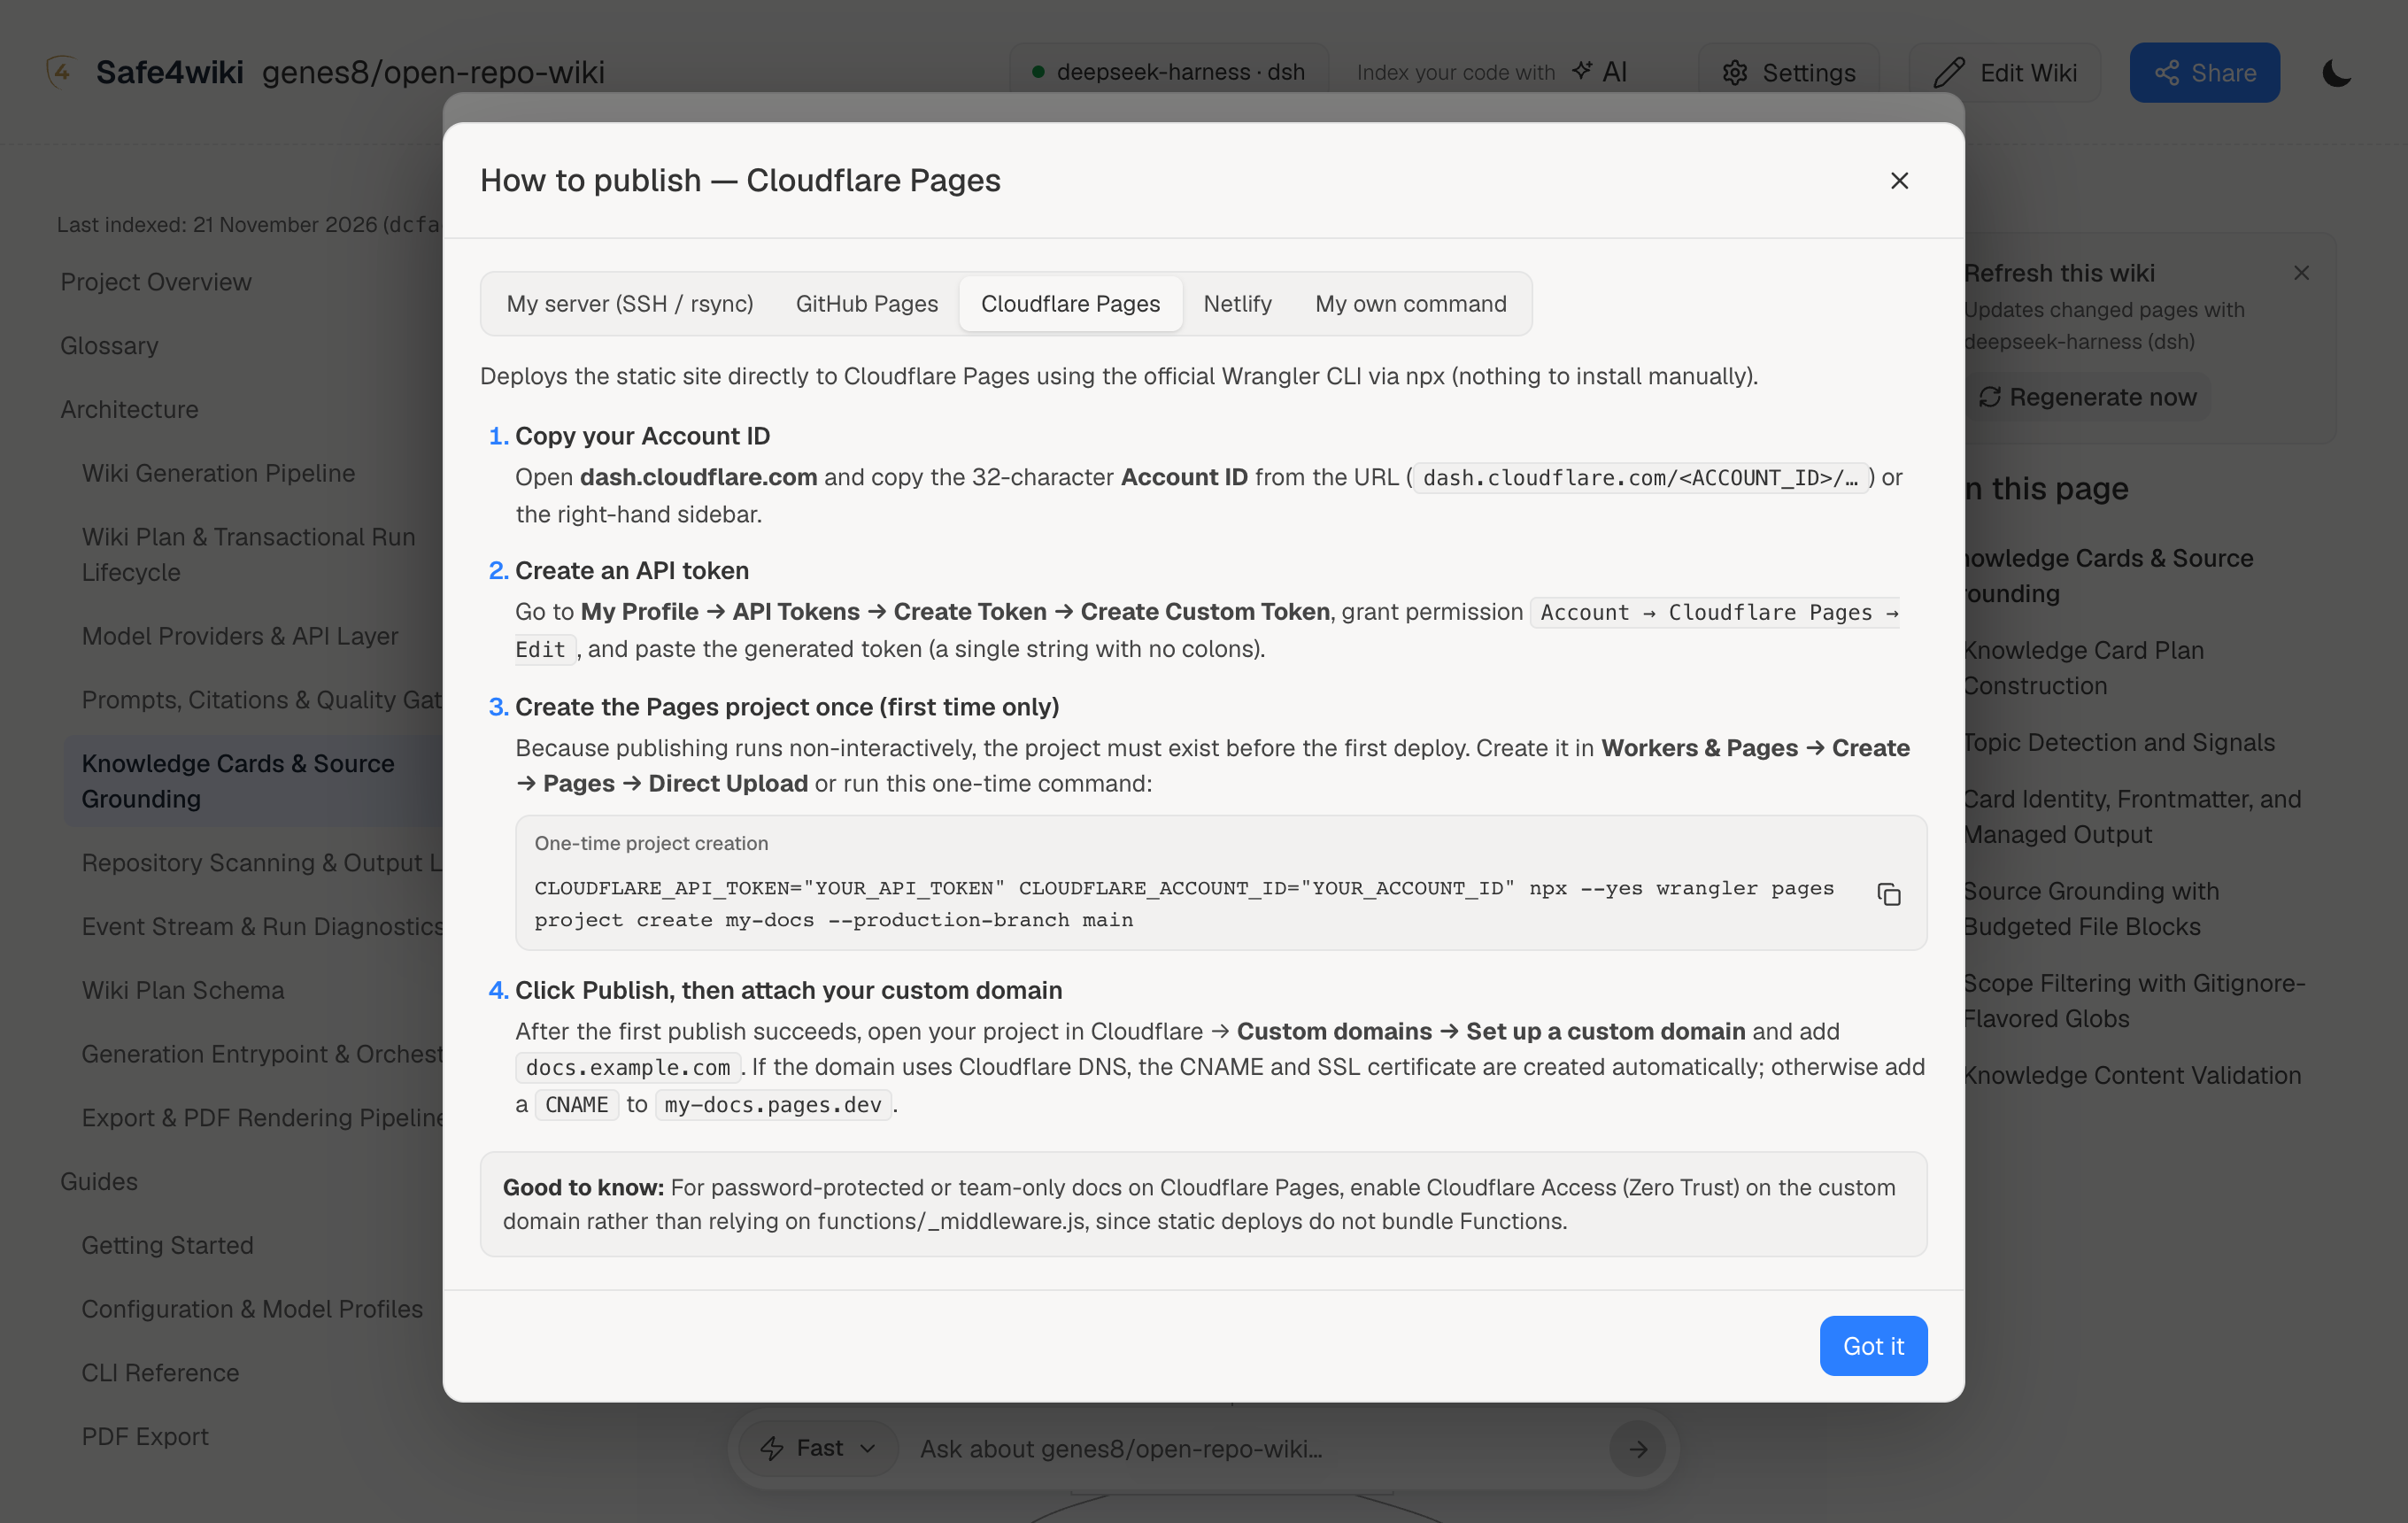 4 Safe4wiki genes8/open-repo-wiki
deepseek-harness · dsh
Index your code with AI
Settings
Edit Wiki
Share
Last indexed: 21 November 2026 (dcfa
Project Overview
Glossary
Architecture
Wiki Generation Pipeline
Wiki Plan & Transactional Run
Lifecycle
Model Providers & API Layer
Prompts, Citations & Quality Gat
Knowledge Cards & Source
Grounding
Repository Scanning & Output L
Event Stream & Run Diagnostics
Wiki Plan Schema
Generation Entrypoint & Orchest
Export & PDF Rendering Pipeline
Guides
Getting Started
Configuration & Model Profiles
CLI Reference
PDF Export
How to publish — Cloudflare Pages
My server (SSH / rsync)
GitHub Pages
Cloudflare Pages
Netlify
My own command
Deploys the static site directly to Cloudflare Pages using the official Wrangler CLI via npx (nothing to install manually).
1. Copy your Account ID
Open dash.cloudflare.com and copy the 32-character Account ID from the URL (dash.cloudflare.com/<ACCOUNT_ID>/…) or
the right-hand sidebar.
2. Create an API token
Go to My Profile → API Tokens → Create Token → Create Custom Token, grant permission Account → Cloudflare Pages →
Edit, and paste the generated token (a single string with no colons).
3. Create the Pages project once (first time only)
Because publishing runs non-interactively, the project must exist before the first deploy. Create it in Workers & Pages → Create
→ Pages → Direct Upload or run this one-time command:
One-time project creation
CLOUDFLARE_API_TOKEN="YOUR_API_TOKEN" CLOUDFLARE_ACCOUNT_ID="YOUR_ACCOUNT_ID" npx --yes wrangler pages
project create my-docs --production-branch main
4. Click Publish, then attach your custom domain
After the first publish succeeds, open your project in Cloudflare → Custom domains → Set up a custom domain and add
docs.example.com. If the domain uses Cloudflare DNS, the CNAME and SSL certificate are created automatically; otherwise add
a CNAME to my-docs.pages.dev.
Good to know: For password-protected or team-only docs on Cloudflare Pages, enable Cloudflare Access (Zero Trust) on the custom
domain rather than relying on functions/_middleware.js, since static deploys do not bundle Functions.
Got it
Refresh this wiki
Updates changed pages with
deepseek-harness (dsh)
Regenerate now
n this page
nowledge Cards & Source
rounding
Knowledge Card Plan
Construction
Topic Detection and Signals
Card Identity, Frontmatter, and
Managed Output
Source Grounding with
Budgeted File Blocks
Scope Filtering with Gitignore-
Flavored Globs
Knowledge Content Validation
Fast
Ask about genes8/open-repo-wiki...